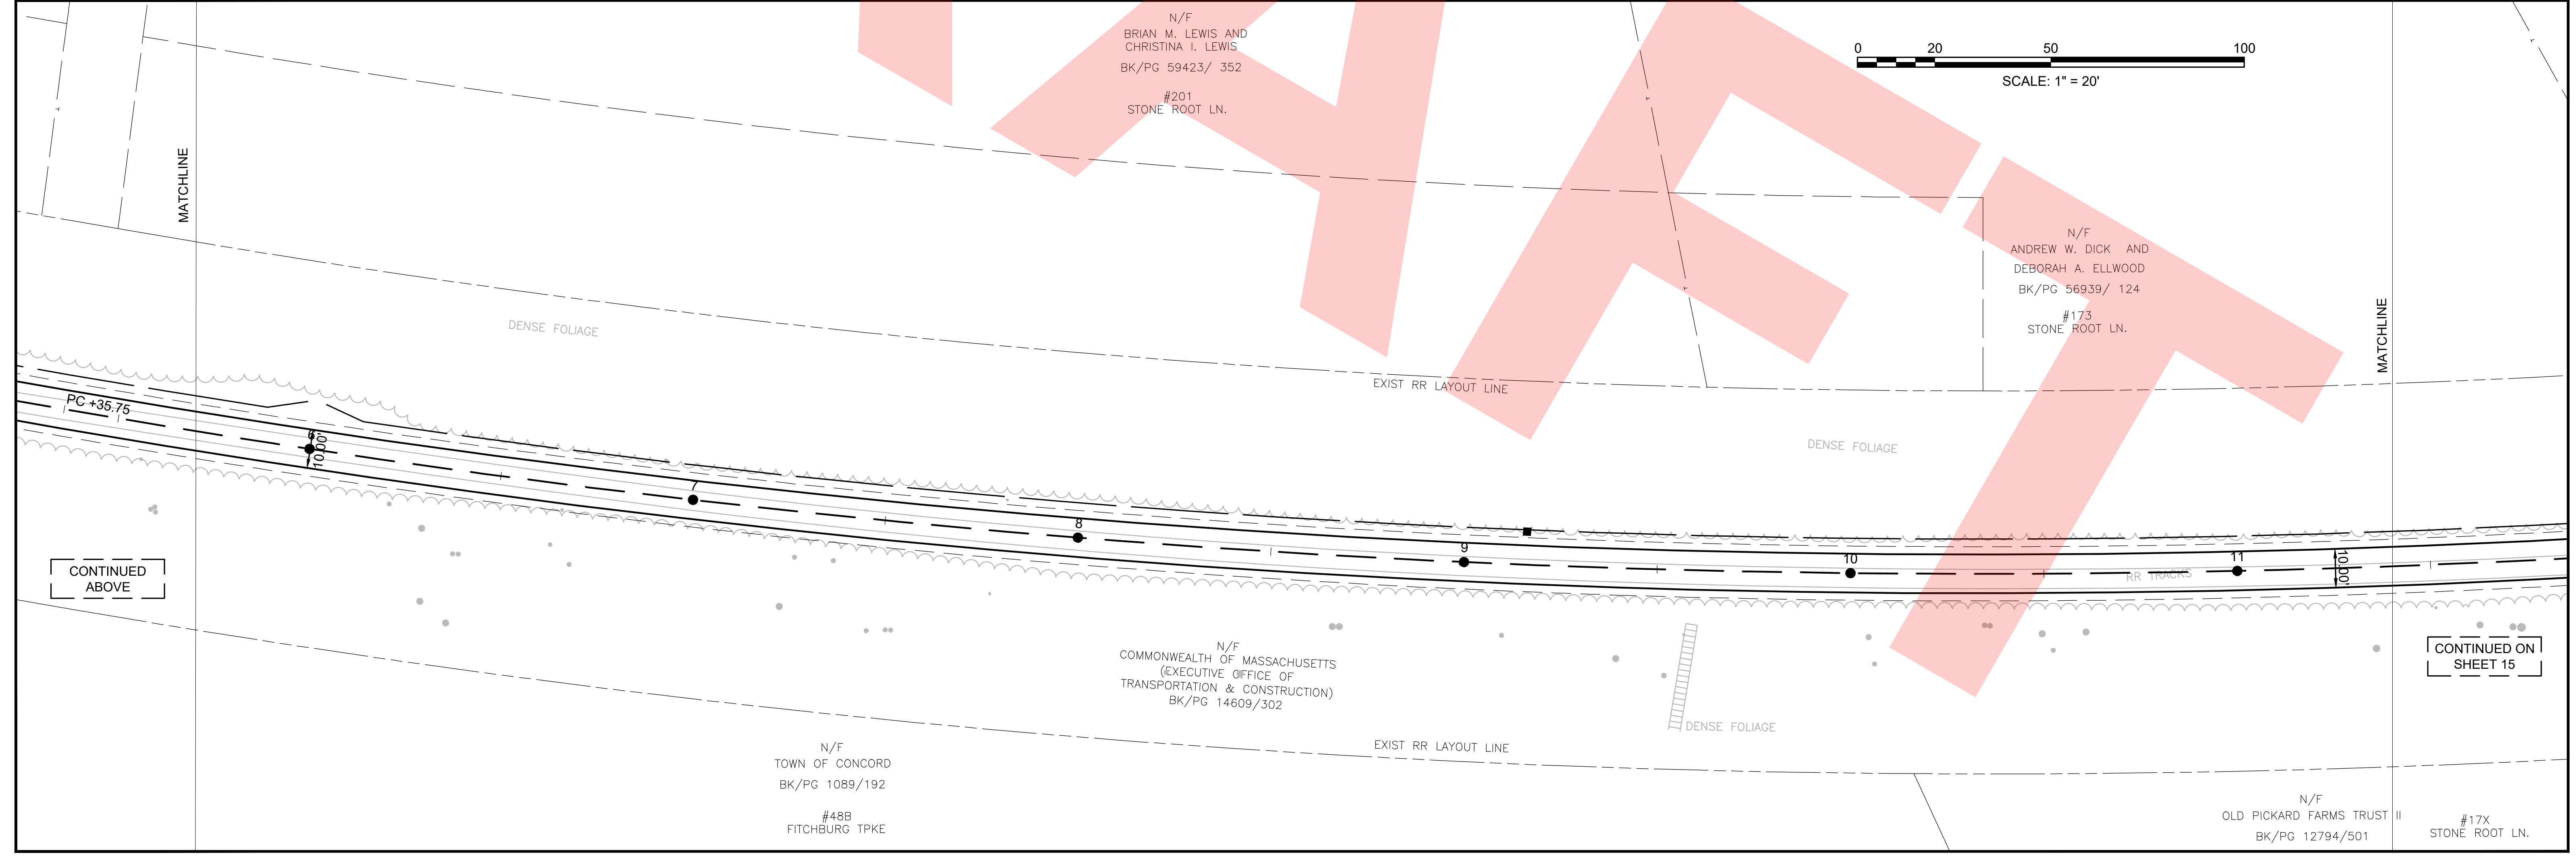 N/F
BRIAN M. LEWIS AND
CHRISTINA I. LEWIS
BK/PG 59423/ 352
#201
STONE ROOT LN.
0 20 50 100
SCALE: 1" = 20'
MATCHLINE
N/F
ANDREW W. DICK AND
DEBORAH A. ELLWOOD
BK/PG 56939/ 124
#173
STONE ROOT LN.
MATCHLINE
DENSE FOLIAGE
EXIST RR LAYOUT LINE
PC +35.75
DENSE FOLIAGE
6
10.00'
7
8
9
10
11
RR TRACKS
10.00'
CONTINUED
ABOVE
N/F
COMMONWEALTH OF MASSACHUSETTS
(EXECUTIVE OFFICE OF
TRANSPORTATION & CONSTRUCTION)
BK/PG 14609/302
CONTINUED ON
SHEET 15
DENSE FOLIAGE
EXIST RR LAYOUT LINE
N/F
TOWN OF CONCORD
BK/PG 1089/192
#48B
FITCHBURG TPKE
N/F
OLD PICKARD FARMS TRUST II
BK/PG 12794/501
#17X
STONE ROOT LN.
AFT